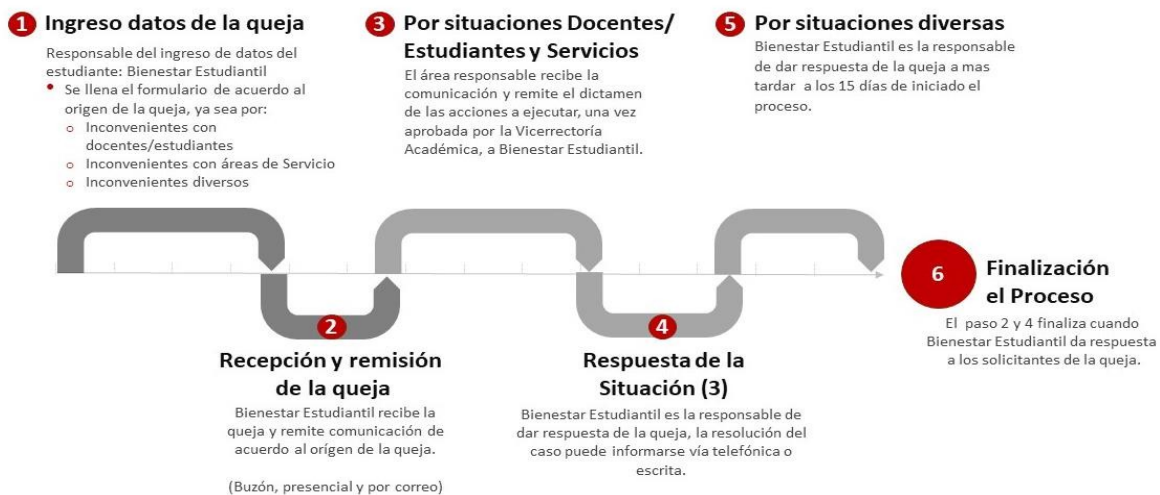 1 Ingreso datos de la queja
Responsable del ingreso de datos del
estudiante: Bienestar Estudiantil
• Se llena el formulario de acuerdo al
origen de la queja, ya sea por:
o Inconvenientes con
docentes/estudiantes
o Inconvenientes con áreas de Servicio
o Inconvenientes diversos
3 Por situaciones Docentes/
Estudiantes y Servicios
El área responsable recibe la
comunicación y remite el dictamen
de las acciones a ejecutar, una vez
aprobada por la Vicerrectoría
Académica, a Bienestar Estudiantil.
5 Por situaciones diversas
Bienestar Estudiantil es la responsable
de dar respuesta de la queja a mas
tardar a los 15 días de iniciado el
proceso.
2
Recepción y remisión
de la queja
Bienestar Estudiantil recibe la
queja y remite comunicación de
acuerdo al orígen de la queja.
(Buzón, presencial y por correo)
4
Respuesta de la
Situación (3)
Bienestar Estudiantil es la responsable de
dar respuesta de la queja, la resolución del
caso puede informarse vía telefónica o
escrita.
6 Finalización
el Proceso
El paso 2 y 4 finaliza cuando
Bienestar Estudiantil da respuesta
a los solicitantes de la queja.